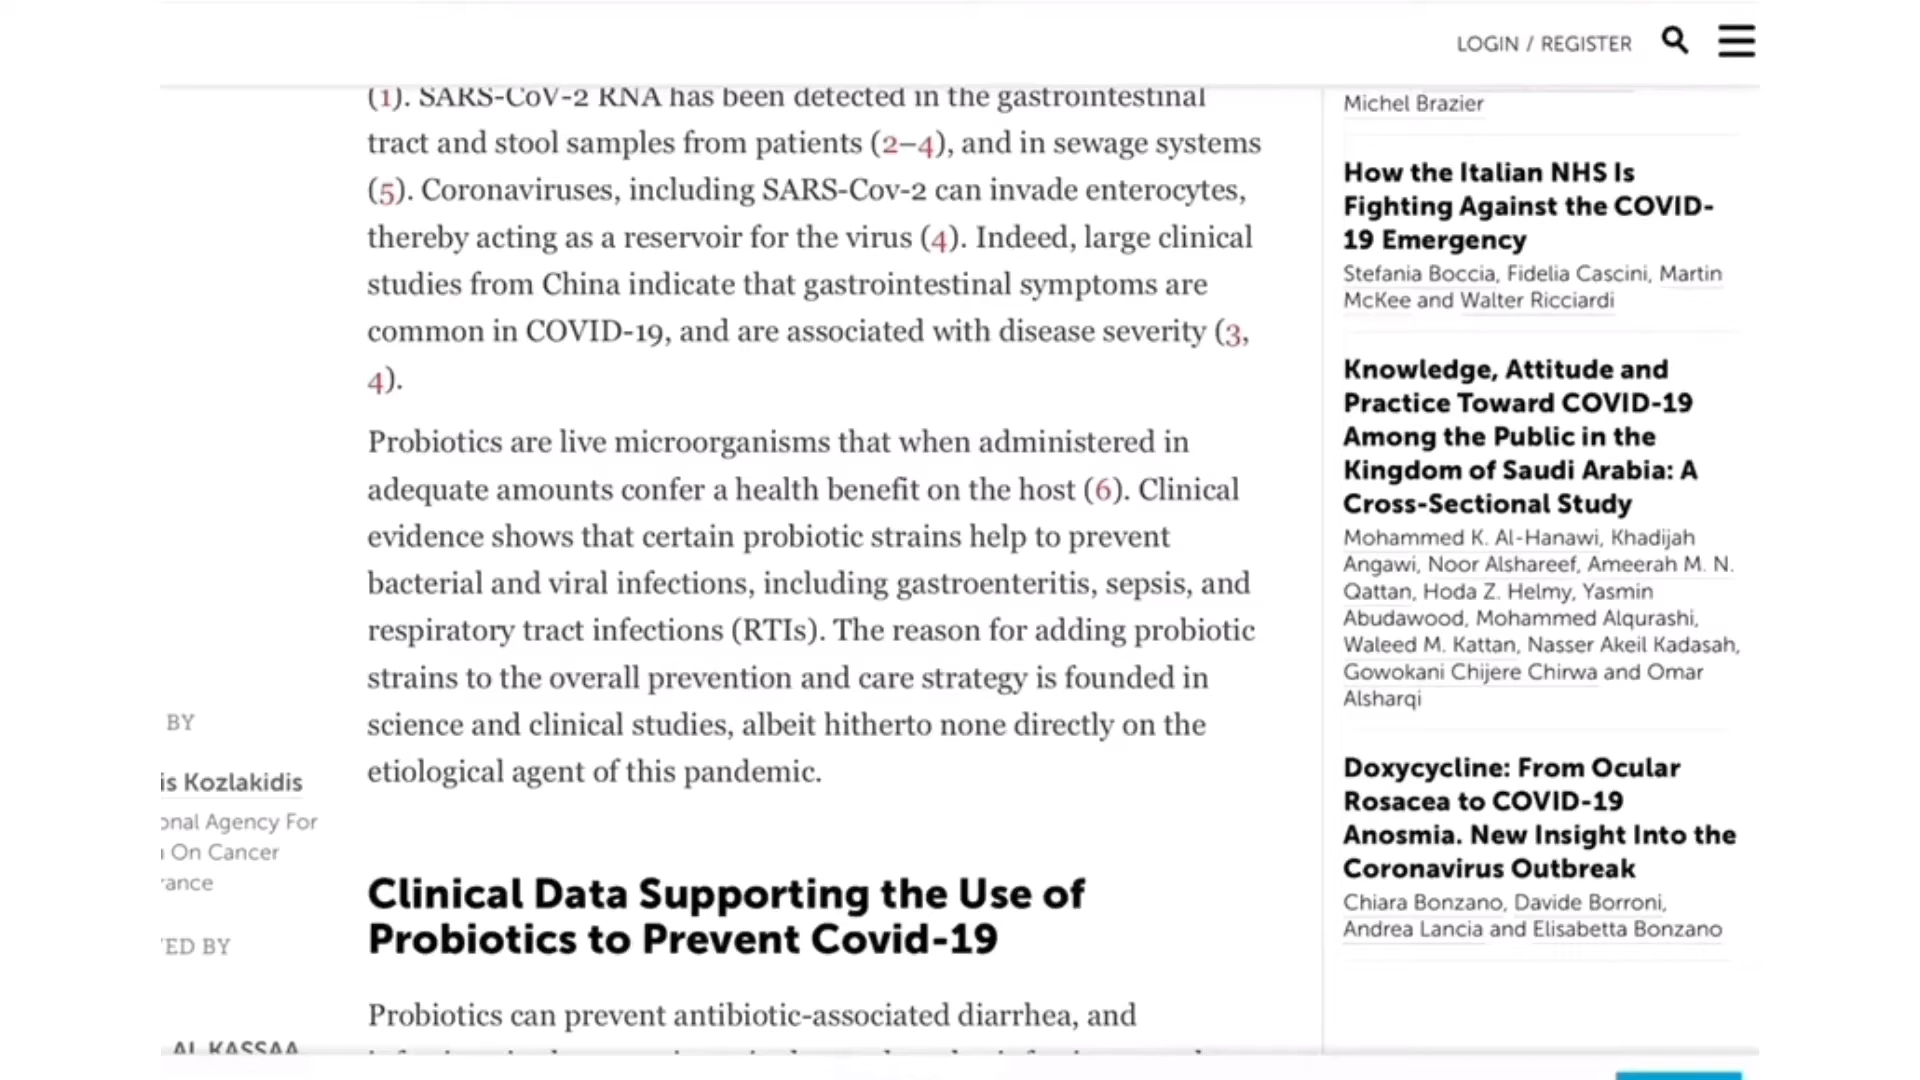 LOGIN / REGISTER
(1). SARS-CoV-2 RNA has been detected in the gastrointestinal
tract and stool samples from patients (2–4), and in sewage systems
(5). Coronaviruses, including SARS-Cov-2 can invade enterocytes,
thereby acting as a reservoir for the virus (4). Indeed, large clinical
studies from China indicate that gastrointestinal symptoms are
common in COVID-19, and are associated with disease severity (3,
4).
Probiotics are live microorganisms that when administered in
adequate amounts confer a health benefit on the host (6). Clinical
evidence shows that certain probiotic strains help to prevent
bacterial and viral infections, including gastroenteritis, sepsis, and
respiratory tract infections (RTIs). The reason for adding probiotic
strains to the overall prevention and care strategy is founded in
science and clinical studies, albeit hitherto none directly on the
etiological agent of this pandemic.
Clinical Data Supporting the Use of
Probiotics to Prevent Covid-19
Probiotics can prevent antibiotic-associated diarrhea, and
BY
is Kozlakidis
onal Agency For
On Cancer
rance
ED BY
AL KASSAA
Michel Brazier
How the Italian NHS Is
Fighting Against the COVID-
19 Emergency
Stefania Boccia, Fidelia Cascini, Martin
McKee and Walter Ricciardi
Knowledge, Attitude and
Practice Toward COVID-19
Among the Public in the
Kingdom of Saudi Arabia: A
Cross-Sectional Study
Mohammed K. Al-Hanawi, Khadijah
Angawi, Noor Alshareef, Ameerah M. N.
Qattan, Hoda Z. Helmy, Yasmin
Abudawood, Mohammed Alqurashi,
Waleed M. Kattan, Nasser Akeil Kadasah,
Gowokani Chijere Chirwa and Omar
Alsharqi
Doxycycline: From Ocular
Rosacea to COVID-19
Anosmia. New Insight Into the
Coronavirus Outbreak
Chiara Bonzano, Davide Borroni,
Andrea Lancia and Elisabetta Bonzano